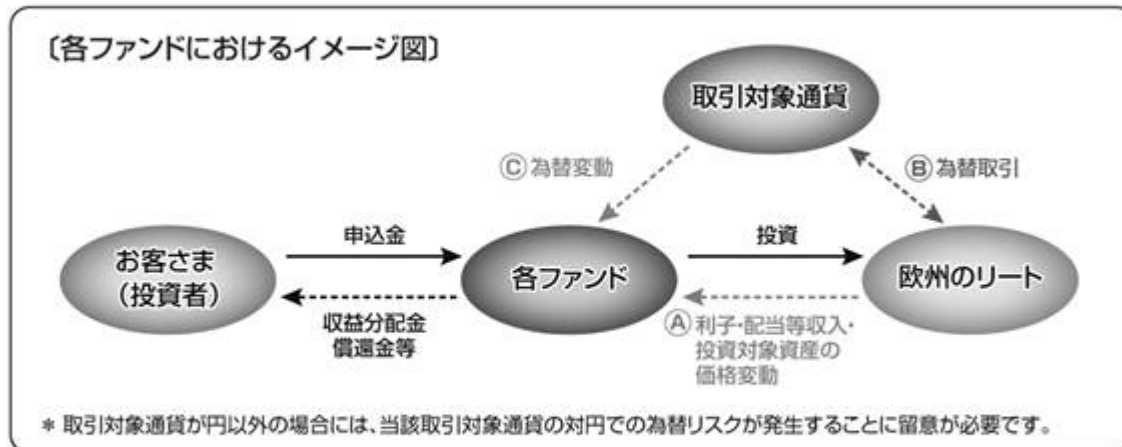 〔各ファンドにおけるイメージ図〕
取引対象通貨
Ⓒ為替変動
Ⓑ為替取引
お客さま
(投資者)
申込金
収益分配金
償還金等
各ファンド
投資
Ⓐ利子・配当等収入・
投資対象資産の
価格変動
欧州のリート
* 取引対象通貨が円以外の場合には、当該取引対象通貨の対円での為替リスクが発生することに留意が必要です。